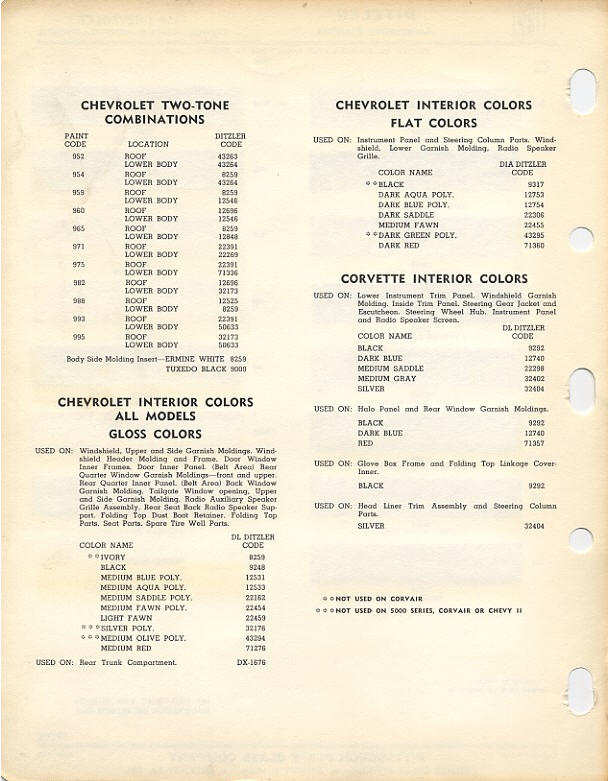 CHEVROLET TWO-TONE
COMBINATIONS
PAINT DITZLER
CODE LOCATION CODE
952 ROOF 43263
LOWER BODY 43264
954 ROOF 8259
LOWER BODY 43264
959 ROOF 8259
LOWER BODY 12546
960 ROOF 12696
LOWER BODY 12546
965 ROOF 8259
LOWER BODY 12848
971 ROOF 22391
LOWER BODY 22269
975 ROOF 22391
LOWER BODY 71336
982 ROOF 12696
LOWER BODY 32173
988 ROOF 12525
LOWER BODY 8259
993 ROOF 22391
LOWER BODY 50633
995 ROOF 32173
LOWER BODY 50633
Body Side Molding Insert—ERMINE WHITE 8259
TUXEDO BLACK 9000
CHEVROLET INTERIOR COLORS
ALL MODELS
GLOSS COLORS
USED ON: Windshield, Upper and Side Garnish Moldings. Wind-
shield Header Molding and Frame. Door Window
Inner Frames. Door Inner Panel. (Belt Area) Rear
Quarter Window Garnish Moldings—front and upper.
Rear Quarter Inner Panel. (Belt Area) Back Window
Garnish Molding. Tailgate Window opening, Upper
and Side Garnish Molding. Radio Auxiliary Speaker
Grille Assembly. Rear Seat Back Radio Speaker Sup-
port. Folding Top Dust Boot Retainer. Folding Top
Parts. Seat Parts. Spare Tire Well Parts.
DL DITZLER
COLOR NAME CODE
**IVORY 8259
BLACK 9248
MEDIUM BLUE POLY. 12531
MEDIUM AQUA POLY. 12533
MEDIUM SADDLE POLY. 22162
MEDIUM FAWN POLY. 22454
LIGHT FAWN 22459
***SILVER POLY. 32176
***MEDIUM OLIVE POLY. 43294
MEDIUM RED 71276
USED ON: Rear Trunk Compartment. DX-1676
CHEVROLET INTERIOR COLORS
FLAT COLORS
USED ON: Instrument Panel and Steering Column Parts. Wind-
shield, Lower Garnish Molding, Radio Speaker
Grille.
DIA DITZLER
COLOR NAME CODE
**BLACK 9317
DARK AQUA POLY. 12753
DARK BLUE POLY. 12754
DARK SADDLE 22306
MEDIUM FAWN 22455
**DARK GREEN POLY. 43295
DARK RED 71360
CORVETTE INTERIOR COLORS
USED ON: Lower Instrument Trim Panel. Windshield Garnish
Molding. Inside Trim Panel. Steering Gear Jacket and
Escutcheon. Steering Wheel Hub. Instrument Panel
and Radio Speaker Screen.
DL DITZLER
COLOR NAME CODE
BLACK 9292
DARK BLUE 12740
MEDIUM SADDLE 22298
MEDIUM GRAY 32402
SILVER 32404
USED ON: Halo Panel and Rear Window Garnish Moldings.
BLACK 9292
DARK BLUE 12740
RED 71357
USED ON: Glove Box Frame and Folding Top Linkage Cover-
Inner.
BLACK 9292
USED ON: Head Liner Trim Assembly and Steering Column
Parts.
SILVER 32404
**NOT USED ON CORVAIR
***NOT USED ON 5000 SERIES, CORVAIR OR CHEVY II